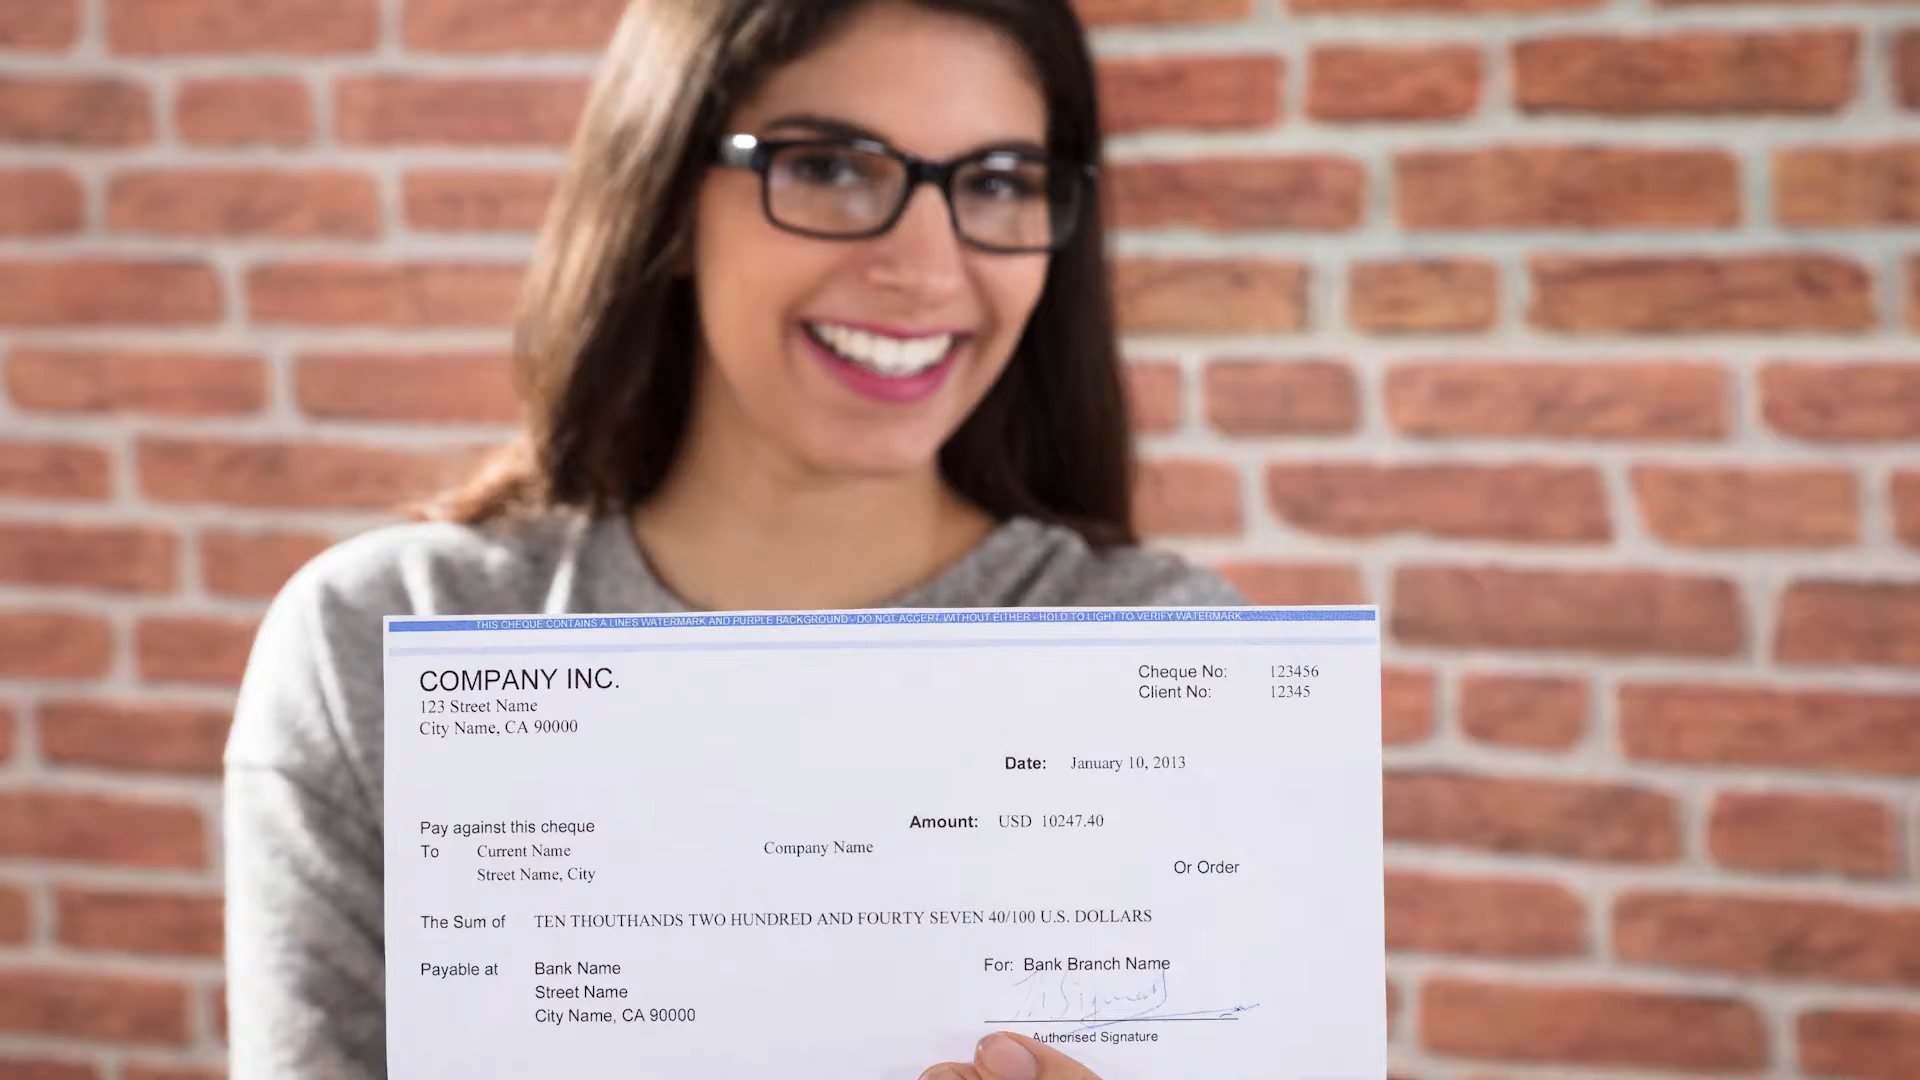 THIS CHEQUE CONTAINS A LINES WATERMARK AND PURPLE BACKGROUND - DO NOT ACCEPT WITHOUT EITHER - HOLD TO LIGHT TO VERIFY WATERMARK
COMPANY INC.
123 Street Name
City Name, CA 90000
Cheque No: 123456
Client No: 12345
Date: January 10, 2013
Amount: USD 10247.40
Pay against this cheque
To Current Name Company Name
Street Name, City
Or Order
The Sum of TEN THOUTHANDS TWO HUNDRED AND FOURTY SEVEN 40/100 U.S. DOLLARS
Payable at Bank Name
Street Name
City Name, CA 90000
For: Bank Branch Name
Authorised Signature